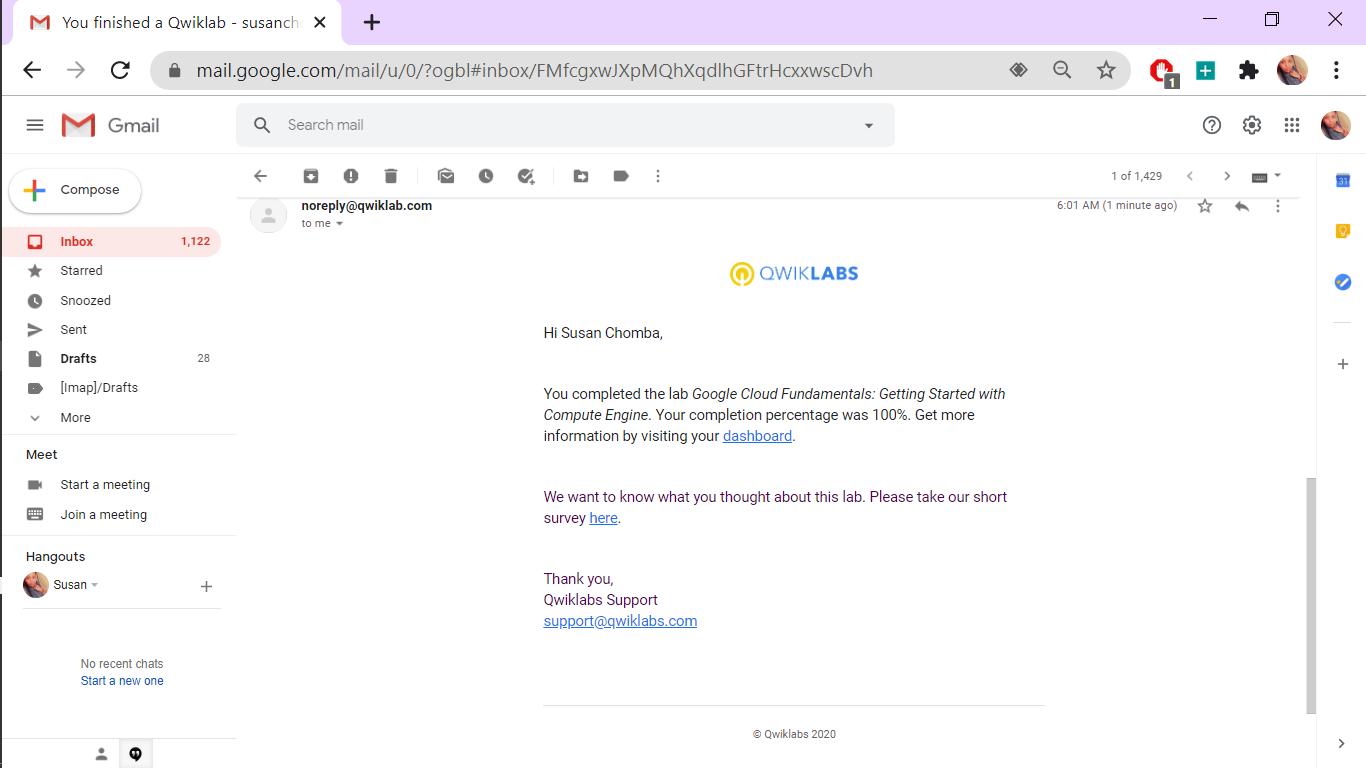 You finished a Qwiklab - susanch
mail.google.com/mail/u/0/?ogbl#inbox/FMfcgxwJXpMQhXqdlhGFtrHcxxwscDvh
1
Gmail
Search mail
Compose
1 of 1,429
noreply@qwiklab.com
6:01 AM (1 minute ago)
to me
Inbox 1,122
Starred
Snoozed
Sent
Drafts 28
[Imap]/Drafts
More
Meet
Start a meeting
Join a meeting
Hangouts
Susan
No recent chats
Start a new one
QWIKLABS
Hi Susan Chomba,
You completed the lab Google Cloud Fundamentals: Getting Started with
Compute Engine. Your completion percentage was 100%. Get more
information by visiting your dashboard.
We want to know what you thought about this lab. Please take our short
survey here.
Thank you,
Qwiklabs Support
support@qwiklabs.com
© Qwiklabs 2020
31